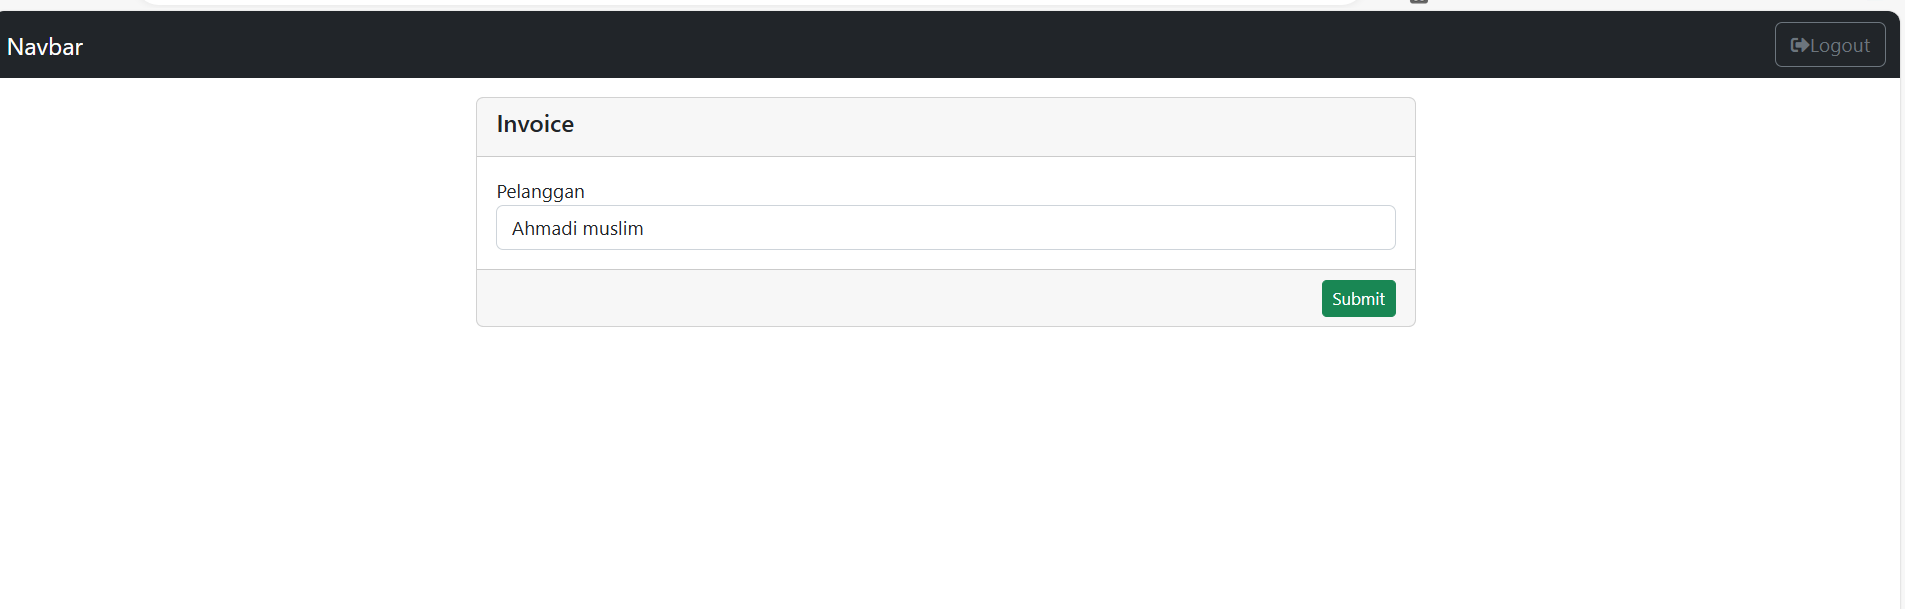 Navbar
Logout
Invoice
Pelanggan
Ahmadi muslim
Submit